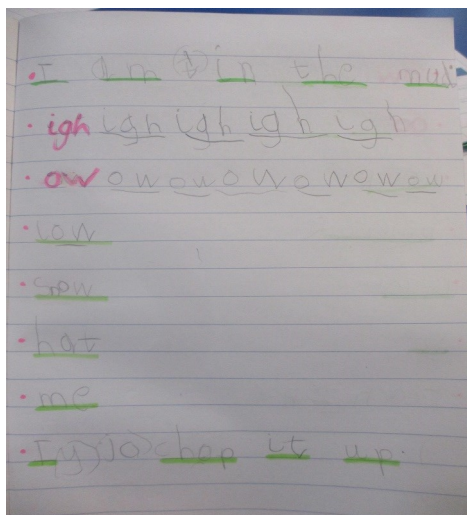 I am in the mud
igh igh igh igh igh
ow ow ow ow ow ow ow
low
hat
me
I chop it up.